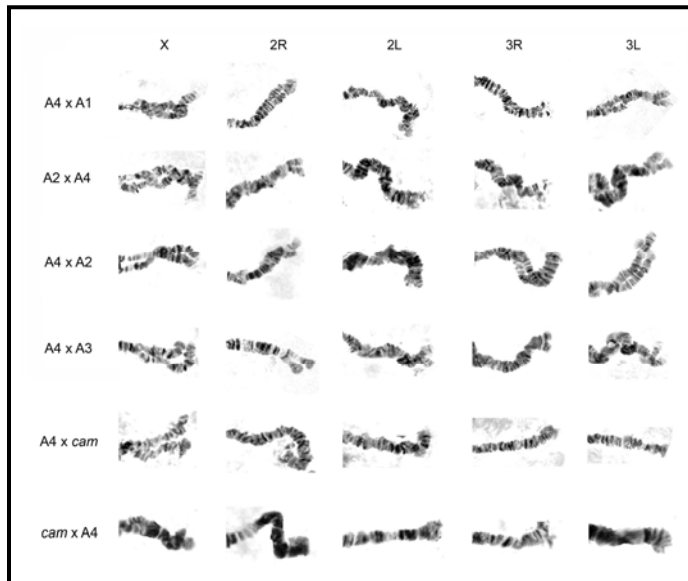 X 2R 2L 3R 3L
A4 x A1
A2 x A4
A4 x A2
A4 x A3
A4 x cam
cam x A4